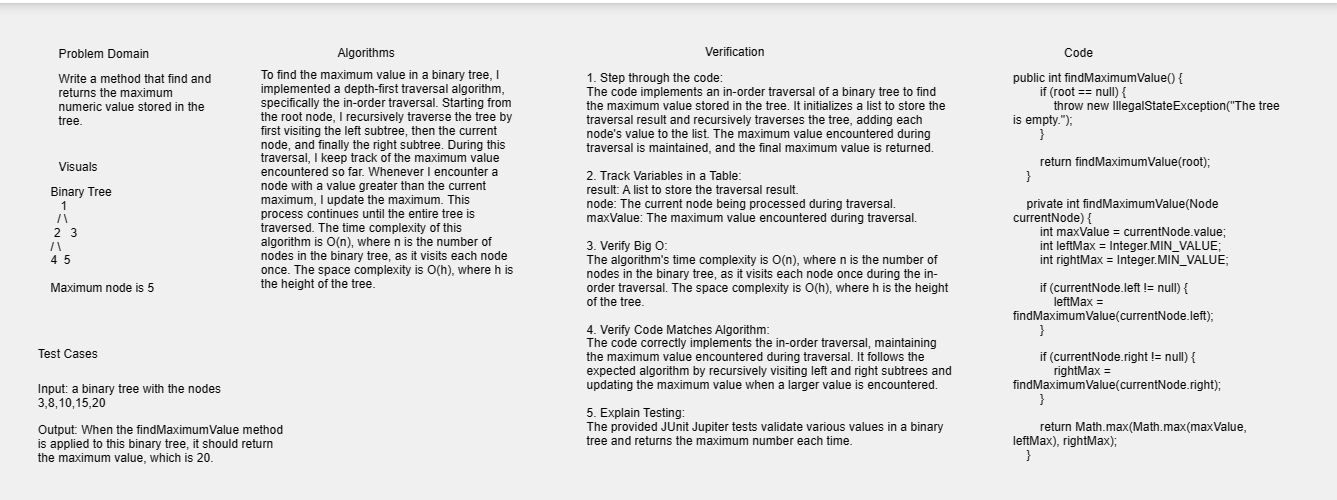 Problem Domain
Write a method that find and
returns the maximum
numeric value stored in the
tree.
Visuals
Binary Tree
1
/ \
2 3
/ \
4 5
Maximum node is 5
Test Cases
Input: a binary tree with the nodes
3,8,10,15,20
Output: When the findMaximumValue method
is applied to this binary tree, it should return
the maximum value, which is 20.
Algorithms
To find the maximum value in a binary tree, I
implemented a depth-first traversal algorithm,
specifically the in-order traversal. Starting from
the root node, I recursively traverse the tree by
first visiting the left subtree, then the current
node, and finally the right subtree. During this
traversal, I keep track of the maximum value
encountered so far. Whenever I encounter a
node with a value greater than the current
maximum, I update the maximum. This
process continues until the entire tree is
traversed. The time complexity of this
algorithm is O(n), where n is the number of
nodes in the binary tree, as it visits each node
once. The space complexity is O(h), where h is
the height of the tree.
Verification
1. Step through the code:
The code implements an in-order traversal of a binary tree to find
the maximum value stored in the tree. It initializes a list to store the
traversal result and recursively traverses the tree, adding each
node's value to the list. The maximum value encountered during
traversal is maintained, and the final maximum value is returned.
2. Track Variables in a Table:
result: A list to store the traversal result.
node: The current node being processed during traversal.
maxValue: The maximum value encountered during traversal.
3. Verify Big O:
The algorithm's time complexity is O(n), where n is the number of
nodes in the binary tree, as it visits each node once during the in-
order traversal. The space complexity is O(h), where h is the height
of the tree.
4. Verify Code Matches Algorithm:
The code correctly implements the in-order traversal, maintaining
the maximum value encountered during traversal. It follows the
expected algorithm by recursively visiting left and right subtrees and
updating the maximum value when a larger value is encountered.
5. Explain Testing:
The provided JUnit Jupiter tests validate various values in a binary
tree and returns the maximum number each time.
Code
public int findMaximumValue() {
if (root == null) {
throw new IllegalStateException("The tree
is empty.");
}
return findMaximumValue(root);
}
private int findMaximumValue(Node
currentNode) {
int maxValue = currentNode.value;
int leftMax = Integer.MIN_VALUE;
int rightMax = Integer.MIN_VALUE;
if (currentNode.left != null) {
leftMax =
findMaximumValue(currentNode.left);
}
if (currentNode.right != null) {
rightMax =
findMaximumValue(currentNode.right);
}
return Math.max(Math.max(maxValue,
leftMax), rightMax);
}